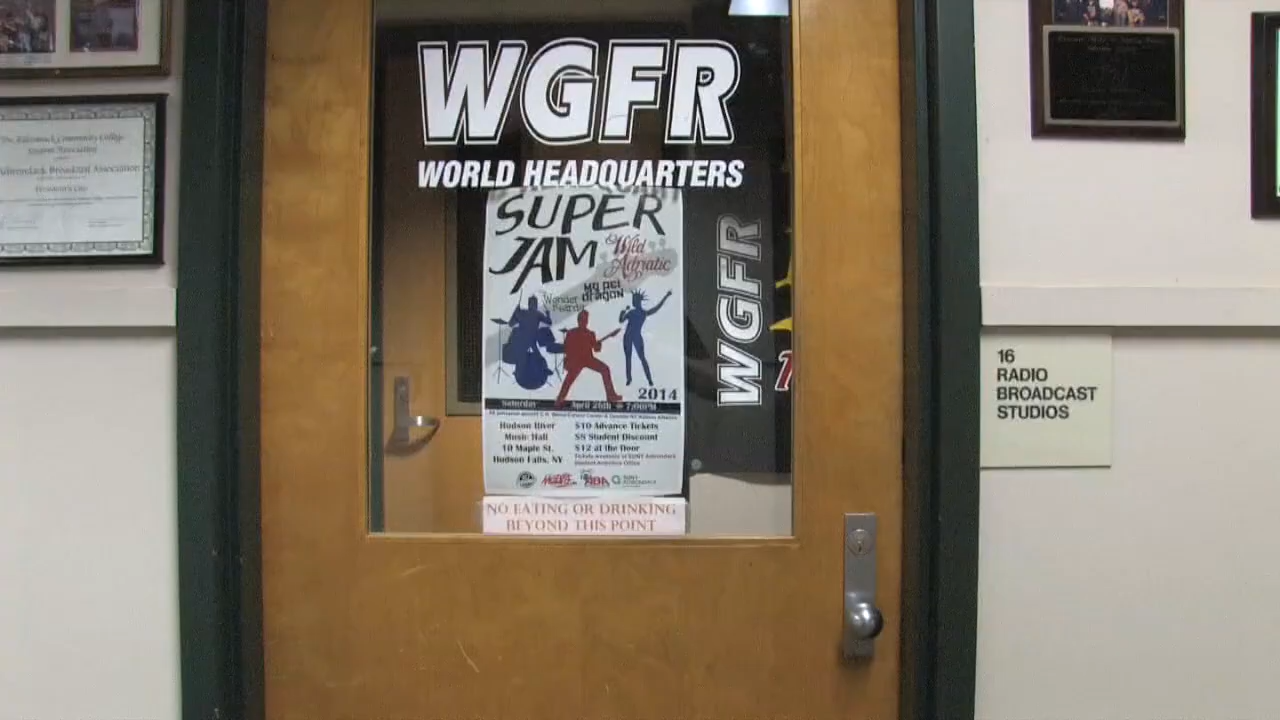 WGFR
WORLD HEADQUARTERS
SUPER
JAM
Wild
Adriatic
My Pet
dragon
Wonder
WGFR
2014
Saturday April 26th @ 7:00PM
Hudson River
Music Hall
10 Maple St.
Hudson Falls, NY
$10 Advance Tickets
$8 Student Discount
$12 at the Door
NO EATING OR DRINKING
BEYOND THIS POINT
16
RADIO
BROADCAST
STUDIOS
Adirondack Broadcast Association